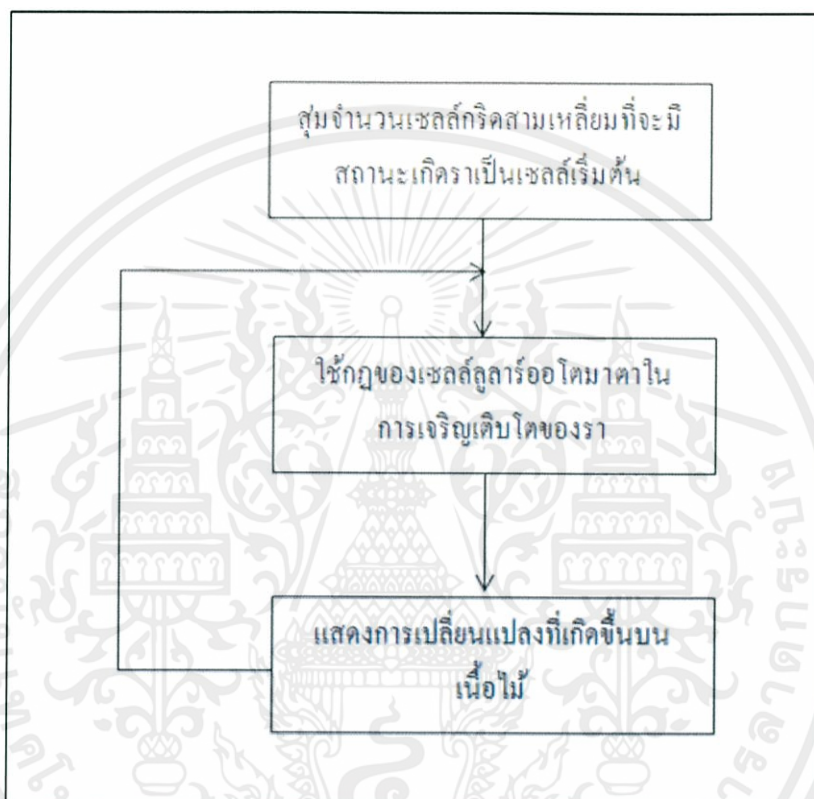 สุ่มจำนวนเซลล์กริดสามเหลี่ยมที่จะมี
สถานะเกิดราเป็นเซลล์เริ่มต้น
ใช้กฎของเซลล์ลูลาร์ออโตมาตาใน
การเจริญเติบโตของรา
แสดงการเปลี่ยนแปลงที่เกิดขึ้นบน
เนื้อไม้